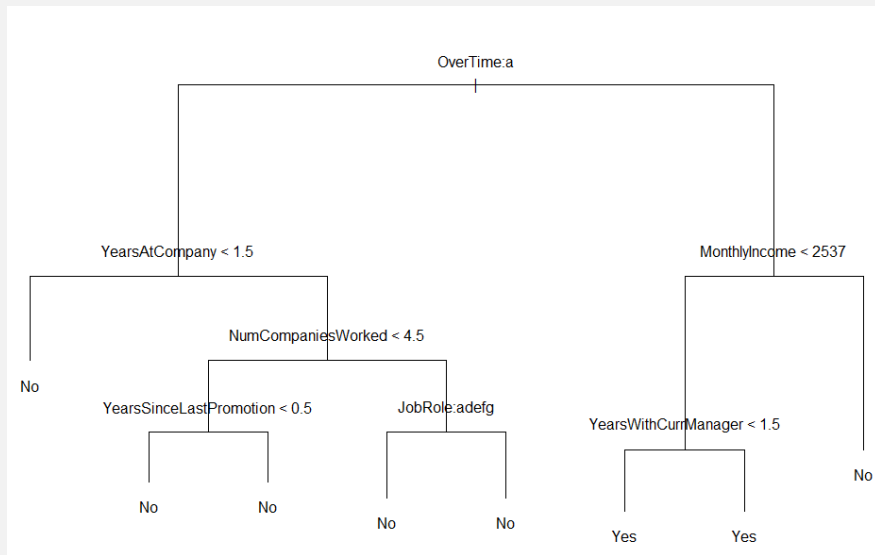 OverTime:a
YearsAtCompany < 1.5
MonthlyIncome < 2537
NumCompaniesWorked < 4.5
No
YearsSinceLastPromotion < 0.5
JobRole:adefg
YearsWithCurrManager < 1.5
No
No
No
No
No
Yes
Yes